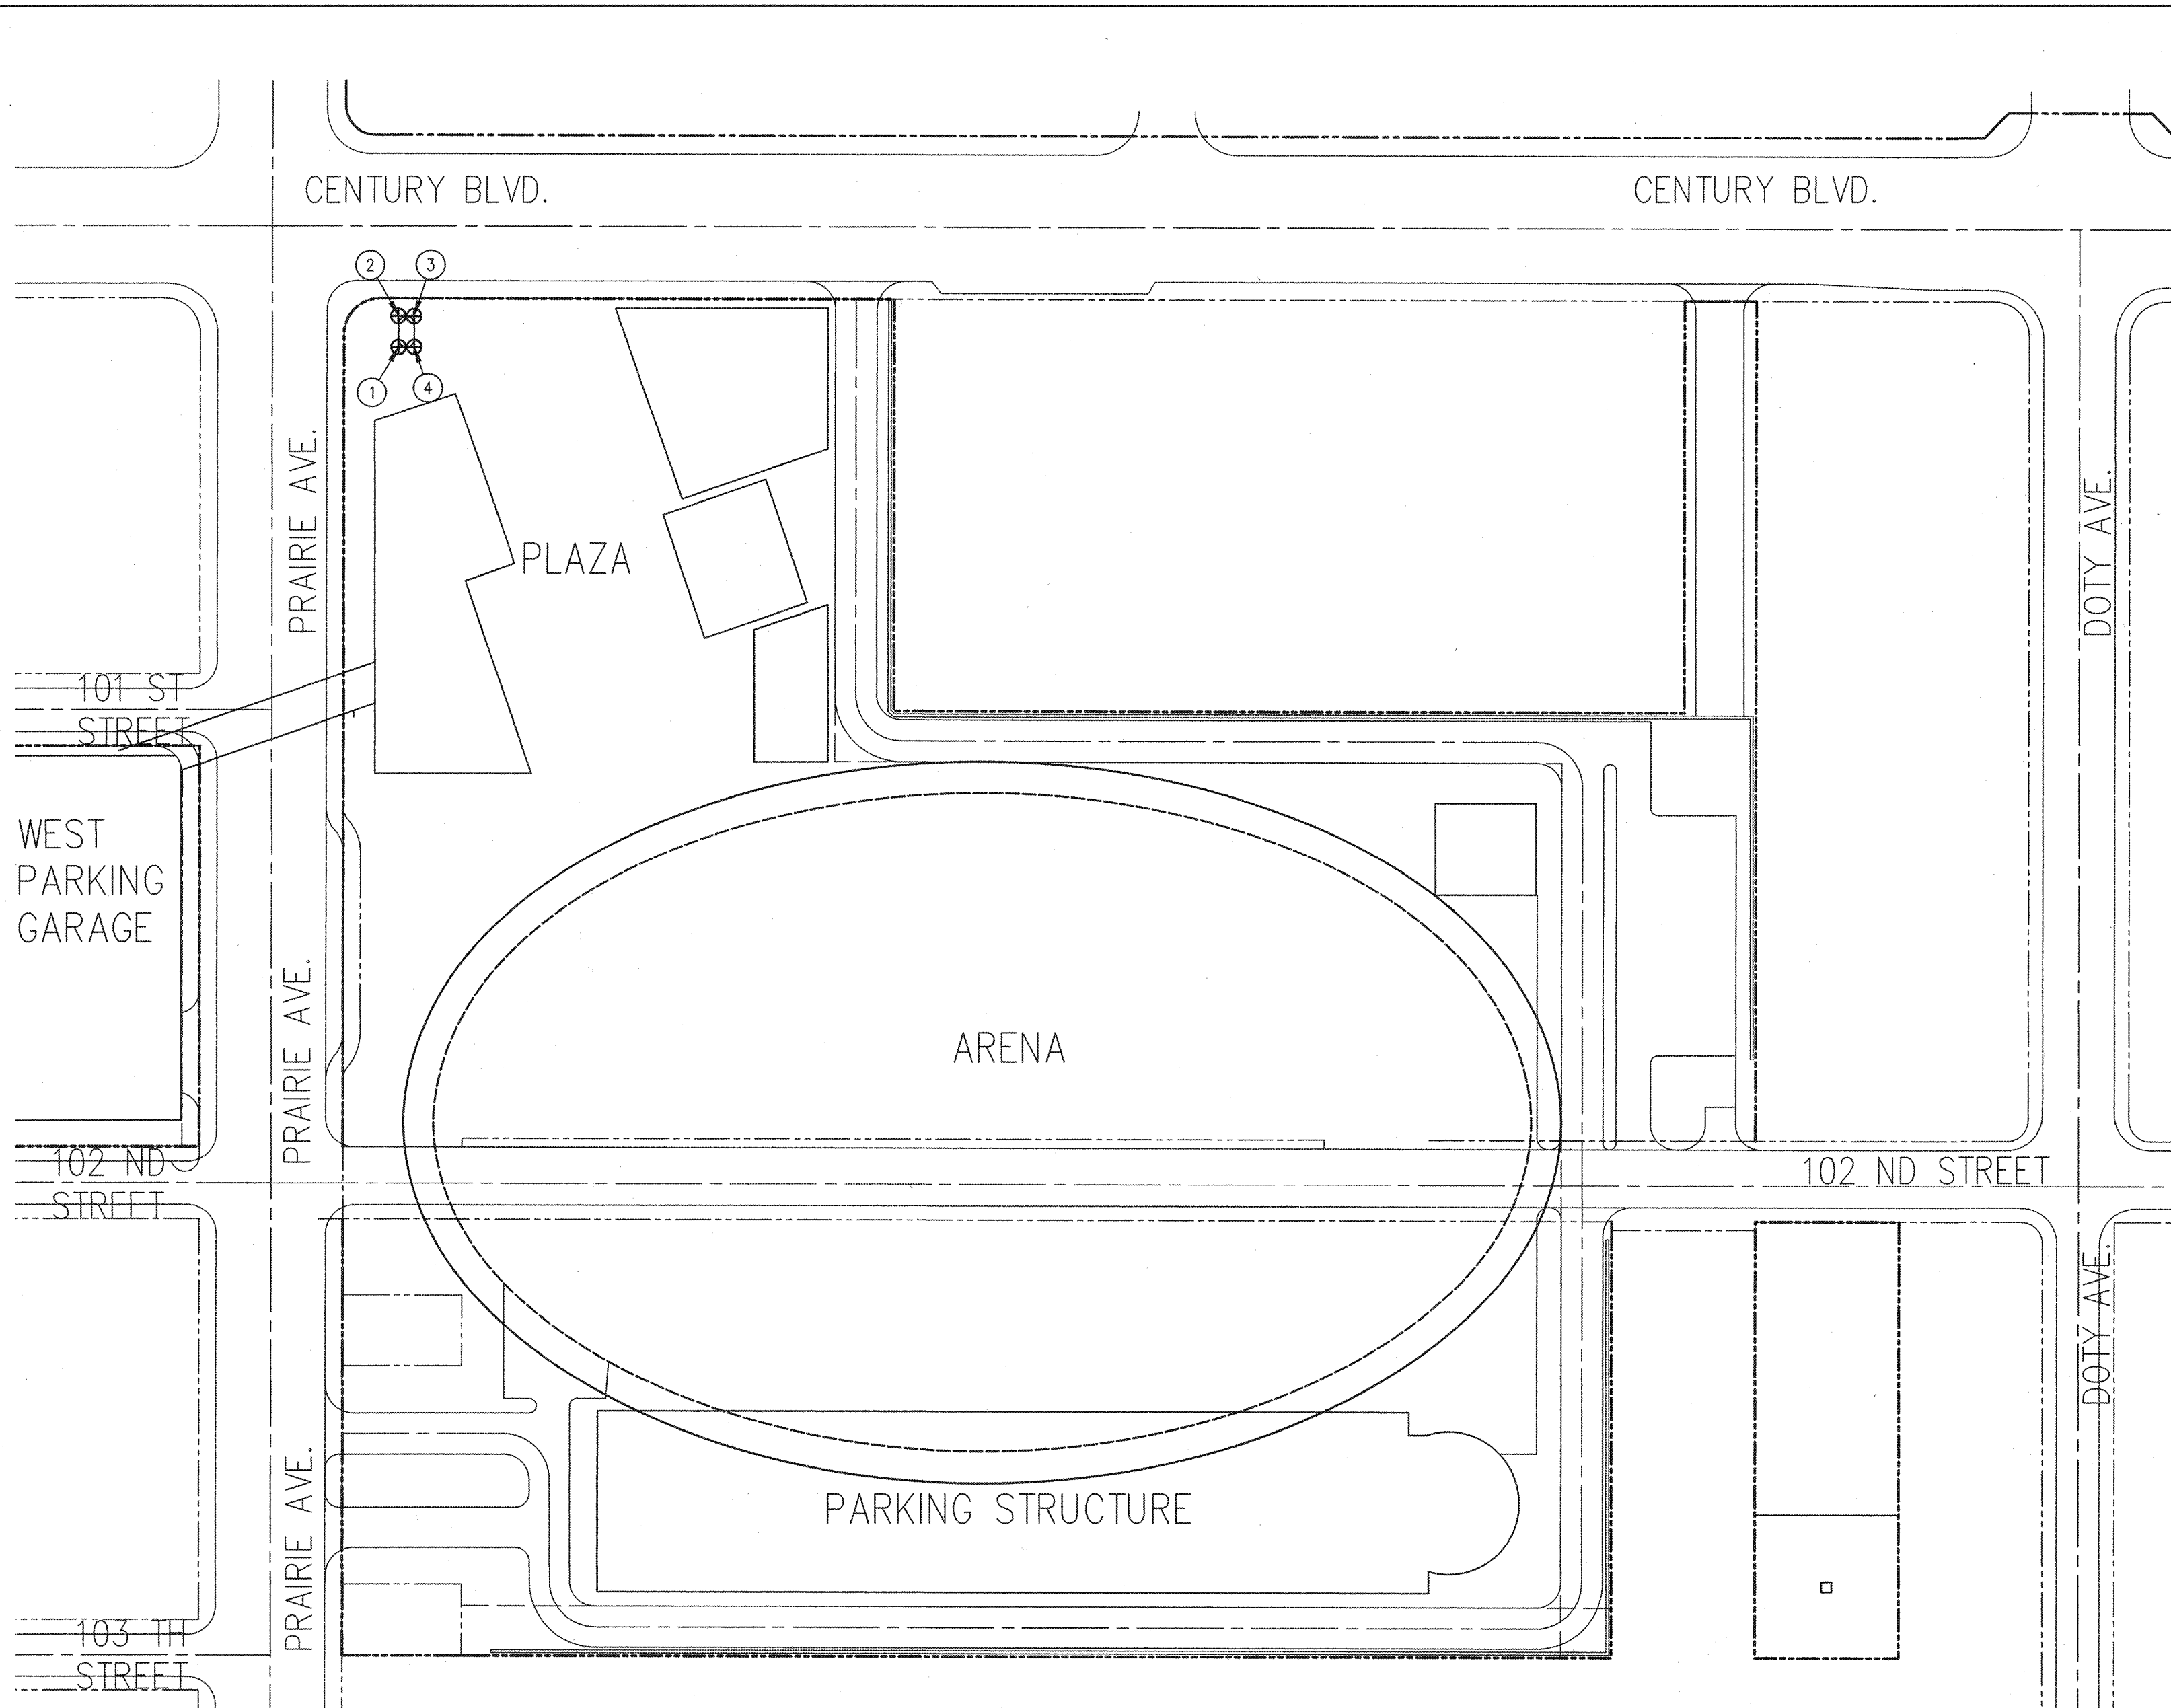 CENTURY BLVD.
CENTURY BLVD.
2
3
1
4
PRAIRIE AVE.
DOTY AVE.
PLAZA
101 ST
STREET
WEST
PARKING
GARAGE
PRAIRIE AVE.
ARENA
102 ND
STREET
102 ND STREET
DOTY AVE.
PRAIRIE AVE.
PARKING STRUCTURE
103 TH
STREET